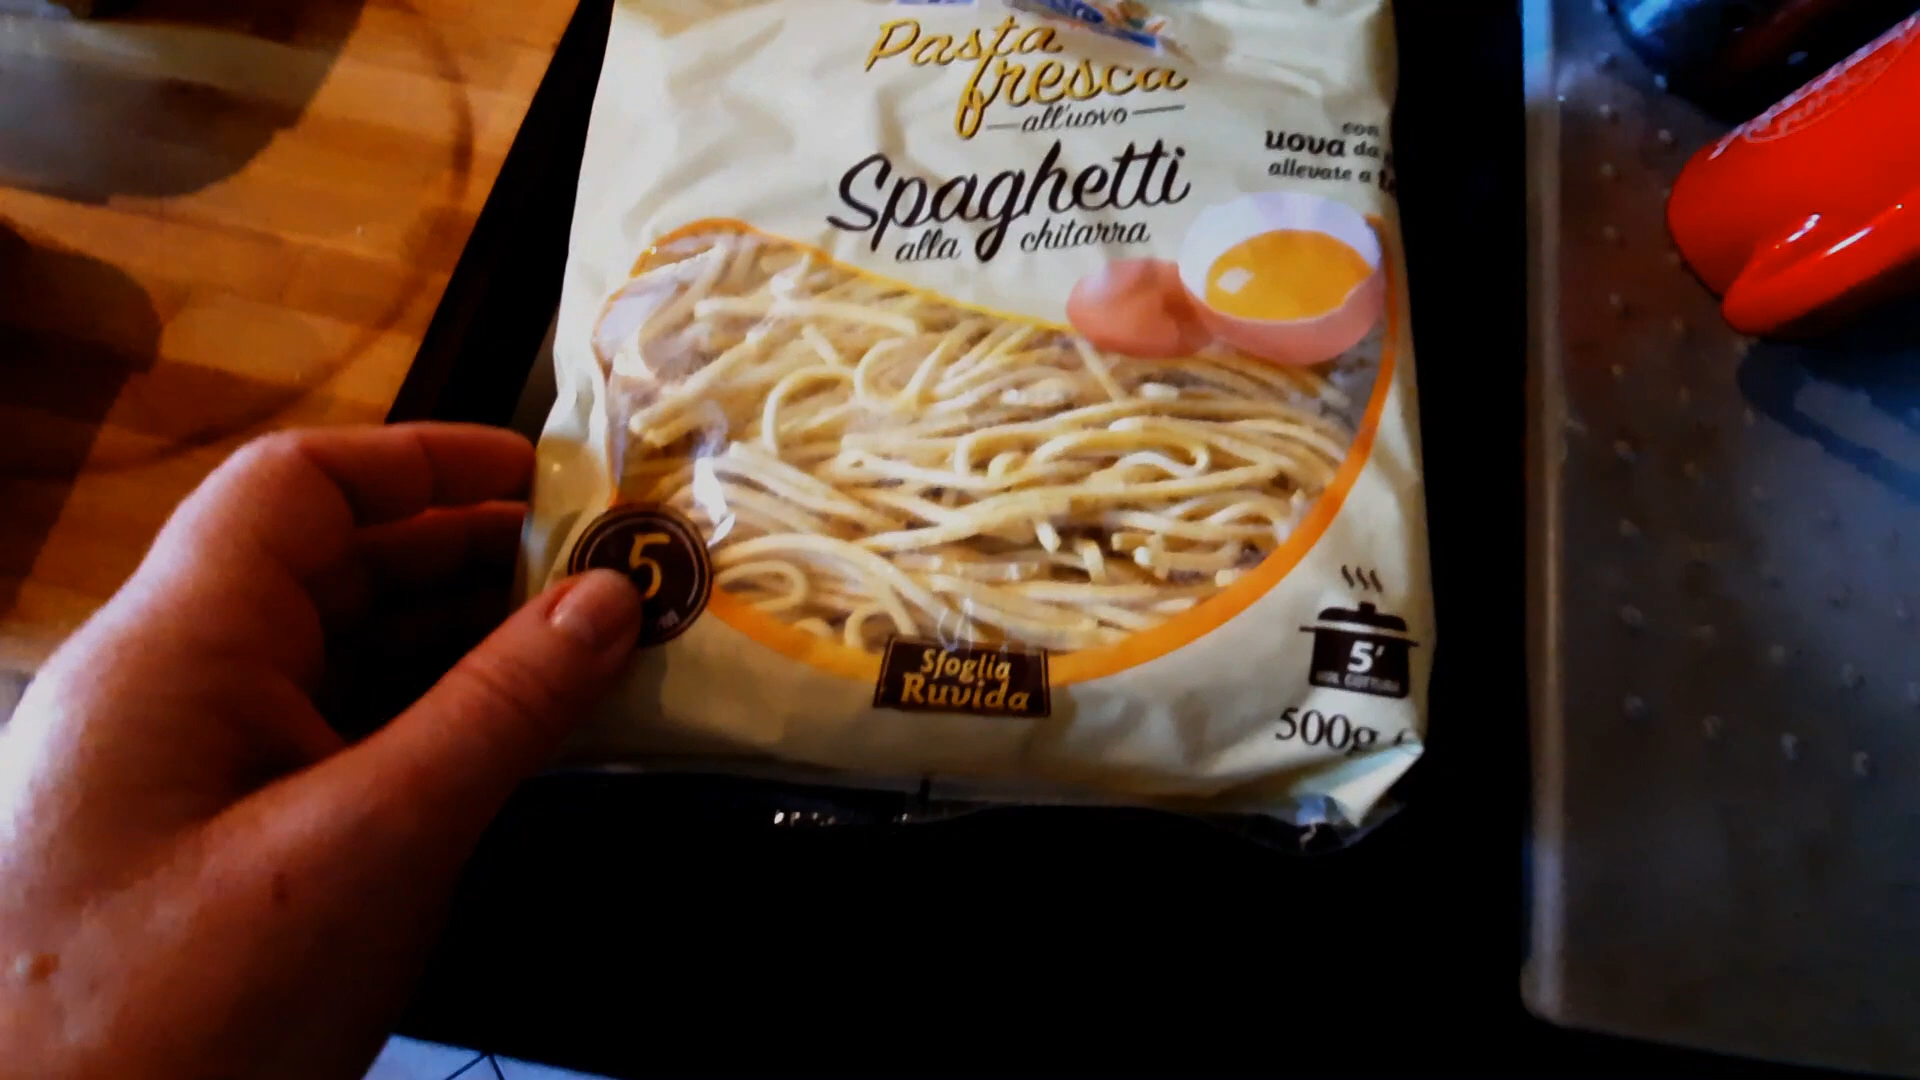 Pasta
fresca
all'uovo
Spaghetti
alla chitarra
con
uova da
allevate a
5
Sfoglia
Ruvida
5'
500g